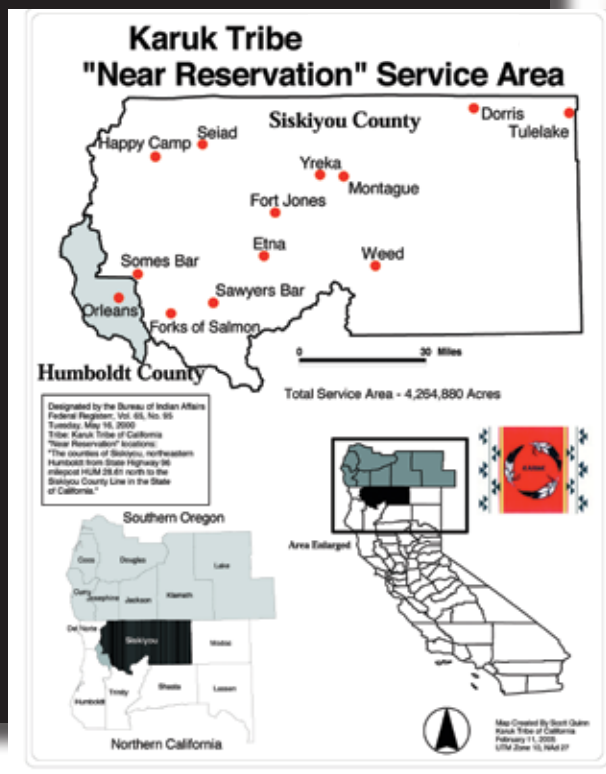 Karuk Tribe
"Near Reservation" Service Area
Siskiyou County
Dorris
Tulelake
Happy Camp
Seiad
Yreka
Montague
Fort Jones
Etna
Weed
Somes Bar
Sawyers Bar
Orleans
Forks of Salmon
Humboldt County
0 30 Miles
Total Service Area - 4,264,880 Acres
Designated by the Bureau of Indian Affairs
Federal Register, Vol. 65, No. 95
Tuesday, May 16, 2000
Tribe: Karuk Tribe of California
"Near Reservation" locations:
"The counties of Siskiyou, northeastern
Humboldt from State Highway 96
milepost HUM 28.61 north to the
Siskiyou County Line in the State
of California."
KARUK
Area Enlarged
Southern Oregon
Coos
Douglas
Lake
Curry
Josephine
Jackson
Klamath
Del Norte
Siskiyou
Modoc
Humboldt
Trinity
Shasta
Lassen
Northern California
Map Created By Scott Quinn
Karuk Tribe of California
February 11, 2005
UTM Zone 10, NAd 27